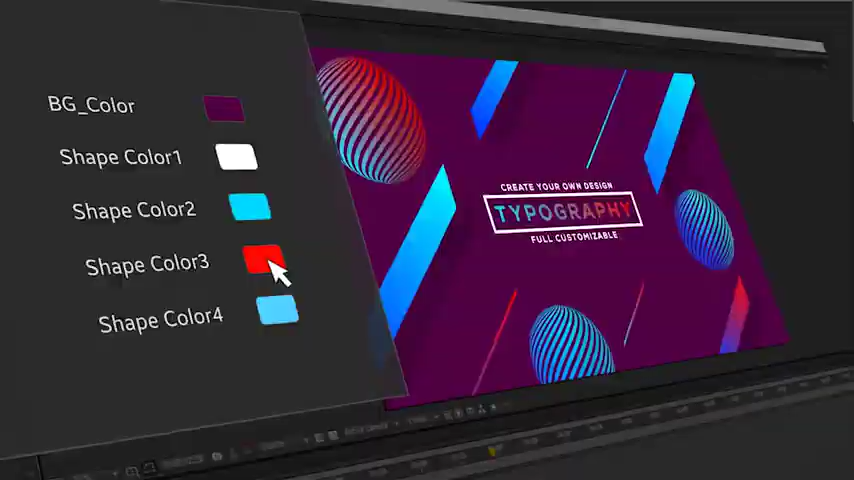 BG_Color
Shape Color1
Shape Color2
Shape Color3
Shape Color4
CREATE YOUR OWN DESIGN
TYPOGRAPHY
FULL CUSTOMIZABLE